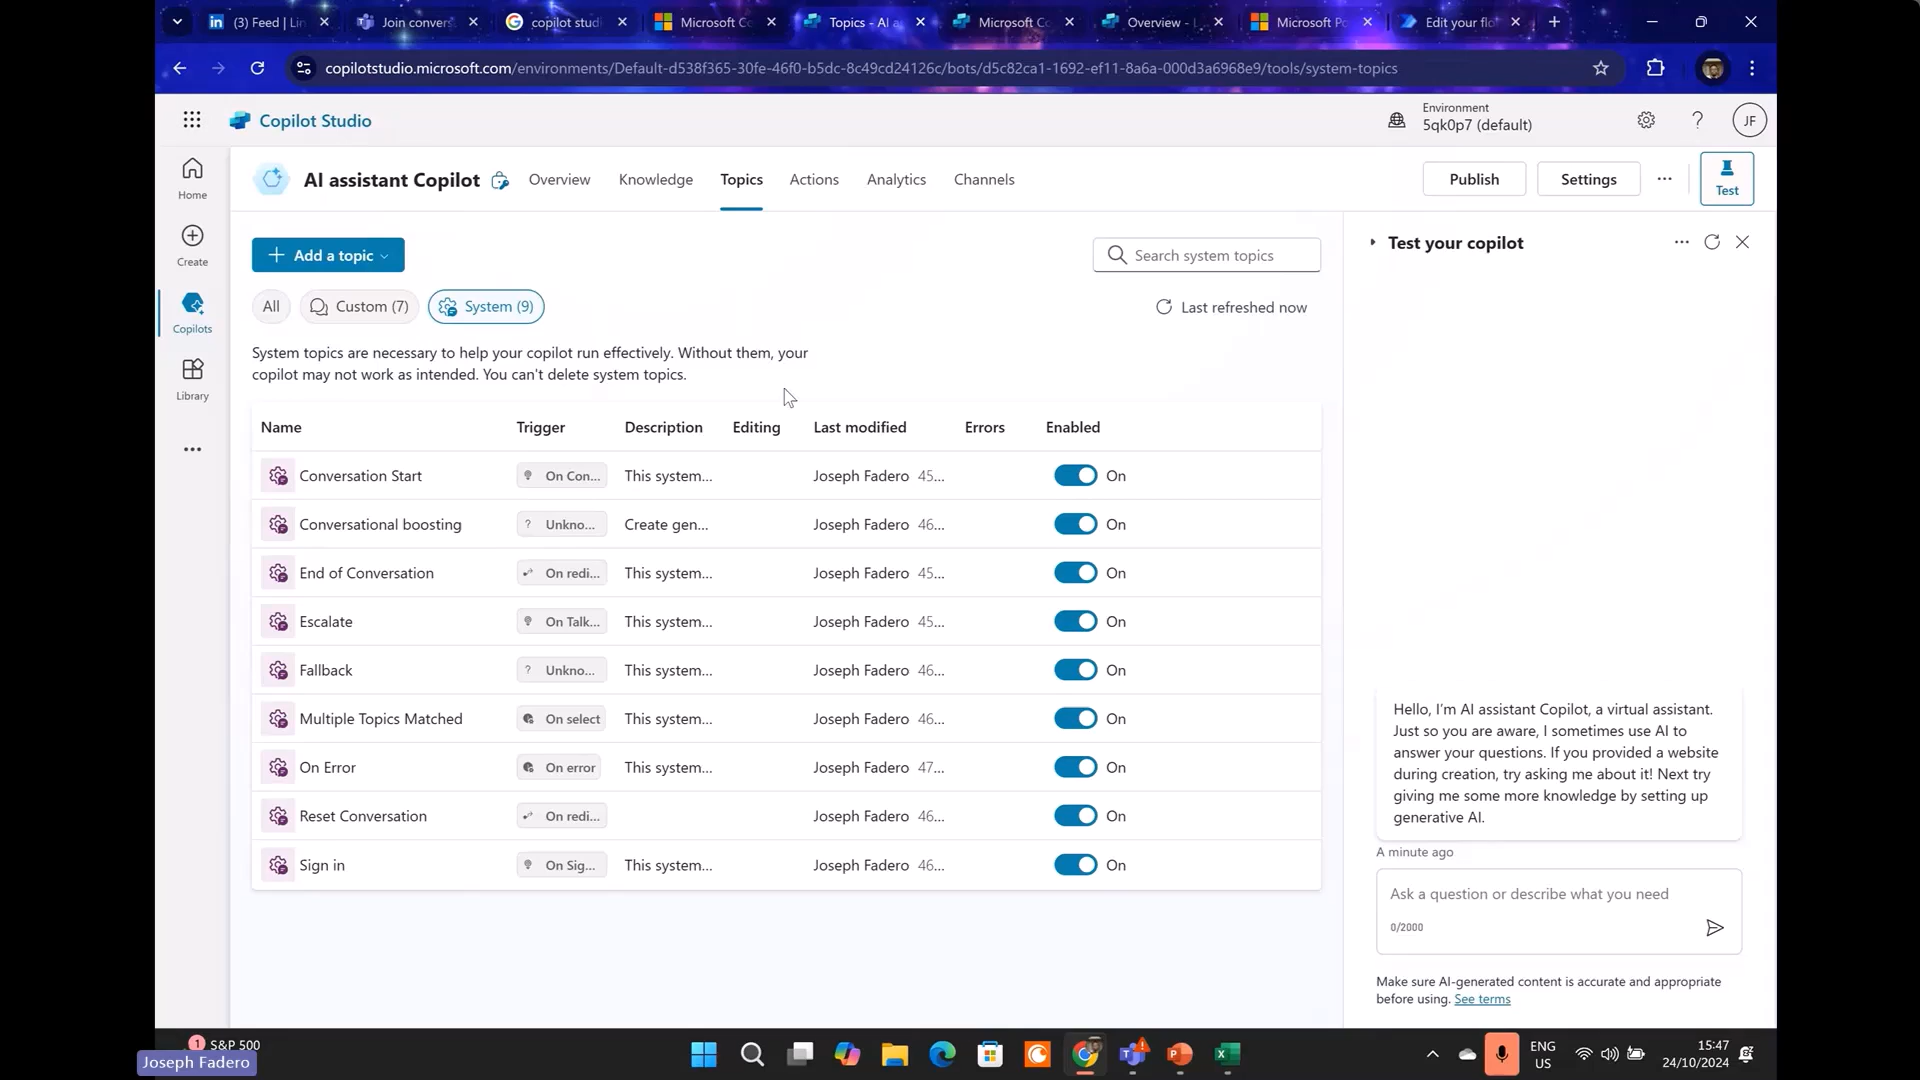 (3) Feed | Lin
Join convers
copilot studi
Microsoft Co
Topics - AI a
Microsoft Co
Overview - 
Microsoft Po
Edit your flo
copilotstudio.microsoft.com/environments/Default-d538f365-30fe-46f0-b5dc-8c49cd24126c/bots/d5c82ca1-1692-ef11-8a6a-000d3a6968e9/tools/system-topics
Copilot Studio
Environment
5qk0p7 (default)
JF
Home
Create
Copilots
Library
AI assistant Copilot
Overview
Knowledge
Topics
Actions
Analytics
Channels
Publish
Settings
Test
Add a topic
Search system topics
All
Custom (7)
System (9)
Last refreshed now
System topics are necessary to help your copilot run effectively. Without them, your
copilot may not work as intended. You can't delete system topics.
Name Trigger Description Editing Last modified Errors Enabled
Conversation Start On Con... This system... Joseph Fadero 45... On
Conversational boosting Unkno... Create gen... Joseph Fadero 46... On
End of Conversation On redi... This system... Joseph Fadero 45... On
Escalate On Talk... This system... Joseph Fadero 45... On
Fallback Unkno... This system... Joseph Fadero 46... On
Multiple Topics Matched On select This system... Joseph Fadero 46... On
On Error On error This system... Joseph Fadero 47... On
Reset Conversation On redi... Joseph Fadero 46... On
Sign in On Sig... This system... Joseph Fadero 46... On
Test your copilot
Hello, I'm AI assistant Copilot, a virtual assistant.
Just so you are aware, I sometimes use AI to
answer your questions. If you provided a website
during creation, try asking me about it! Next try
giving me some more knowledge by setting up
generative AI.
A minute ago
Ask a question or describe what you need
0/2000
Make sure AI-generated content is accurate and appropriate
before using. See terms
1 S&P 500
Joseph Fadero
ENG
US
15:47
24/10/2024